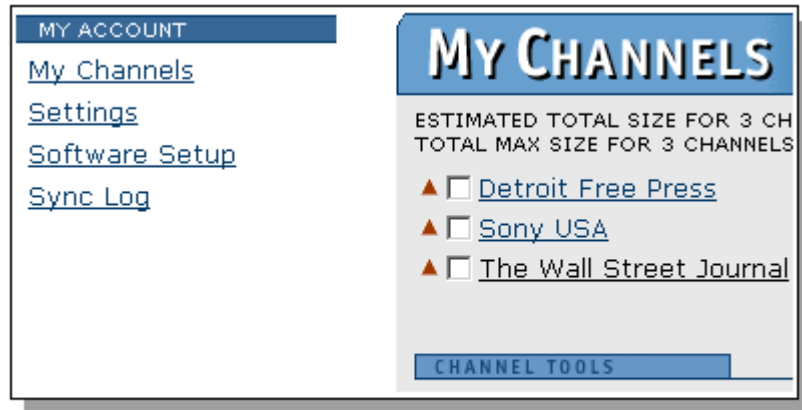 MY ACCOUNT
My Channels
Settings
Software Setup
Sync Log
MY CHANNELS
ESTIMATED TOTAL SIZE FOR 3 CH
TOTAL MAX SIZE FOR 3 CHANNELS
Detroit Free Press
Sony USA
The Wall Street Journal
CHANNEL TOOLS